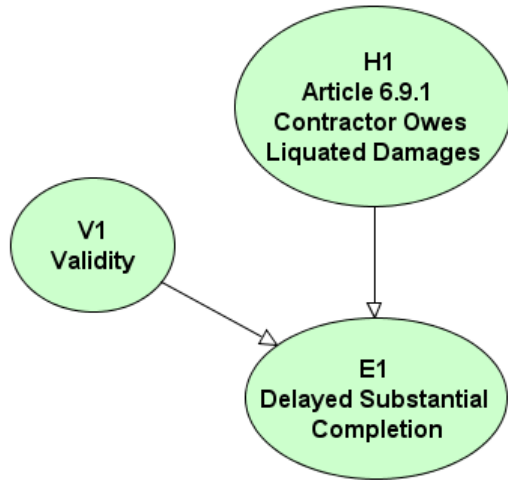 H1
Article 6.9.1
Contractor Owes
Liquated Damages
V1
Validity
E1
Delayed Substantial
Completion